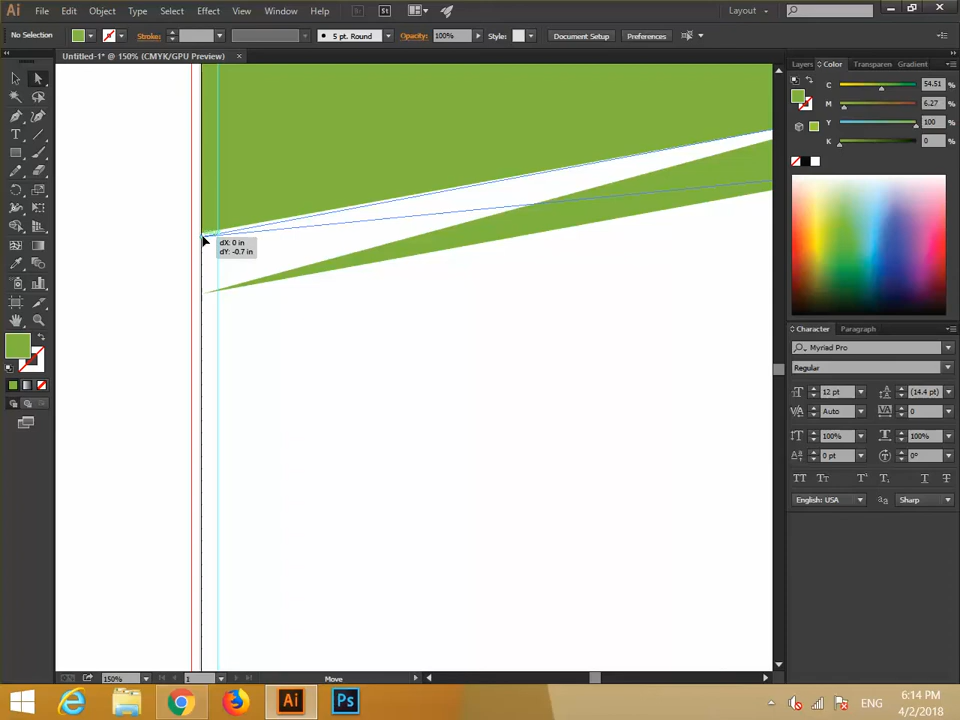 Ai File Edit Object Type Select Effect View Window Help Br St Layout
No Selection Stroke: 5 pt. Round Opacity: 100% Style: Document Setup Preferences
Untitled-1* @ 150% (CMYK/GPU Preview) ×
Layers Color Transparen Gradient
C 54.51 %
M 6.27 %
Y 100 %
K 0 %
dX: 0 in
dY: -0.7 in
Character Paragraph
Myriad Pro
Regular
12 pt (14.4 pt)
Auto 0
100% 100%
0 pt 0°
English: USA Sharp
150% 1 Move
Ai Ps ENG 6:14 PM
4/2/2018